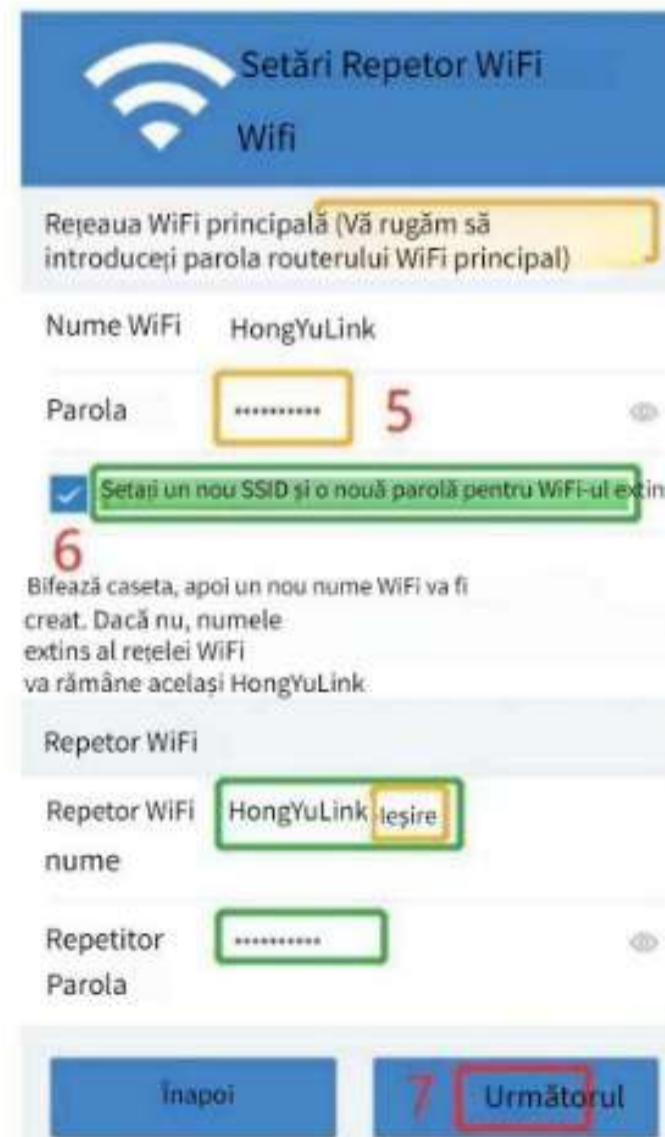 Setări Repetor WiFi
Wifi
Rețeaua WiFi principală (Vă rugăm să
introduceți parola routerului WiFi principal)
Nume WiFi HongYuLink
Parola •••••••••• 5
Setați un nou SSID și o nouă parolă pentru WiFi-ul extins
6
Bifează caseta, apoi un nou nume WiFi va fi
creat. Dacă nu, numele
extins al rețelei WiFi
va rămâne același HongYuLink
Repetor WiFi
Repetor WiFi HongYuLink Ieșire
nume
Repetitor ••••••••••
Parola
Înapoi 7 Următorul